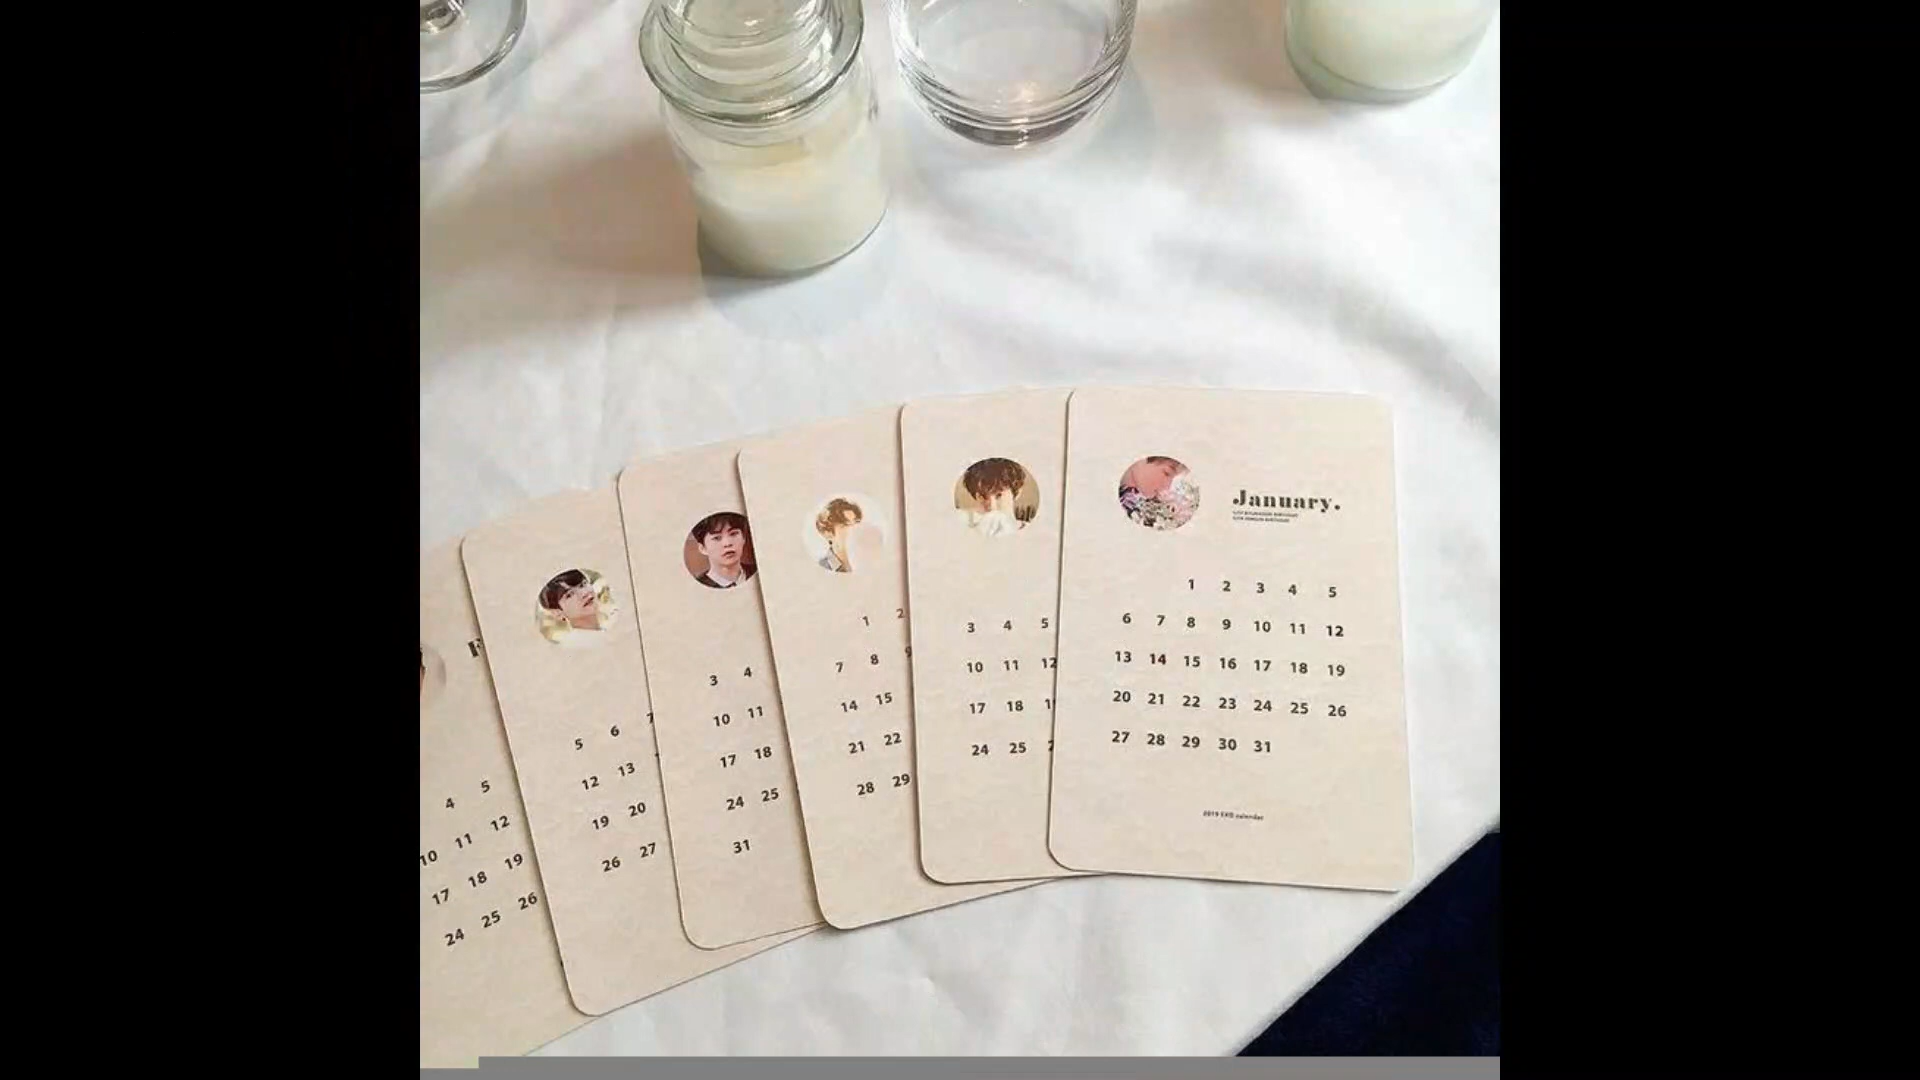 January.
1 2 3 4 5
6 7 8 9 10 11 12
13 14 15 16 17 18 19
20 21 22 23 24 25 26
27 28 29 30 31
2019 EXO calendar
3 4 5
10 11 12
17 18
24 25
1 2
7 8
14 15
21 22
28 29
3 4
10 11
17 18
24 25
31
5 6 7
12 13
19 20
26 27
F
4 5
10 11 12
17 18 19
24 25 26